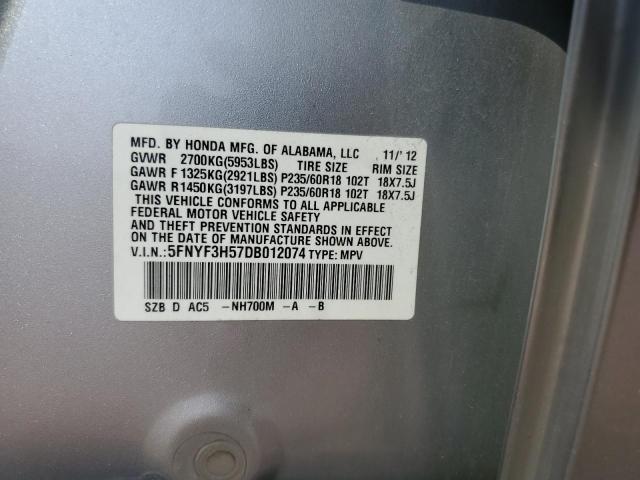 MFD. BY HONDA MFG. OF ALABAMA, LLC 11/'12
GVWR 2700KG(5953LBS) TIRE SIZE RIM SIZE
GAWR F 1325KG(2921LBS) P235/60R18 102T 18X7.5J
GAWR R1450KG(3197LBS) P235/60R18 102T 18X7.5J
THIS VEHICLE CONFORMS TO ALL APPLICABLE
FEDERAL MOTOR VEHICLE SAFETY
AND THEFT PREVENTION STANDARDS IN EFFECT
ON THE DATE OF MANUFACTURE SHOWN ABOVE.
V.I.N.: 5FNYF3H57DB012074 TYPE: MPV
SZB D AC5 -NH700M -A -B